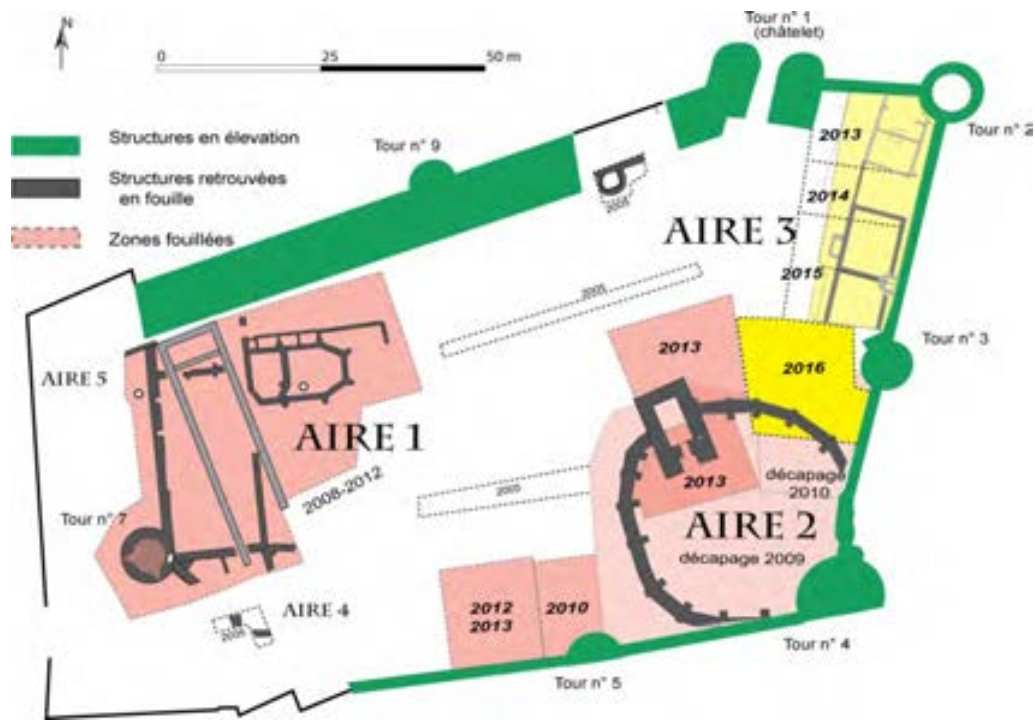 N
0 25 50 m
Structures en élevation
Structures retrouvées
en fouille
Zones fouillées
Tour n° 1
(châtelet)
Tour n° 9
Tour n° 2
2013
2014
AIRE 3
2015
2005
Tour n° 3
2013
2016
AIRE 5
AIRE 1
2008-2012
2005
2013
décapage
2010
AIRE 2
décapage 2009
Tour n° 7
AIRE 4
2012
2013
2010
Tour n° 4
Tour n° 5